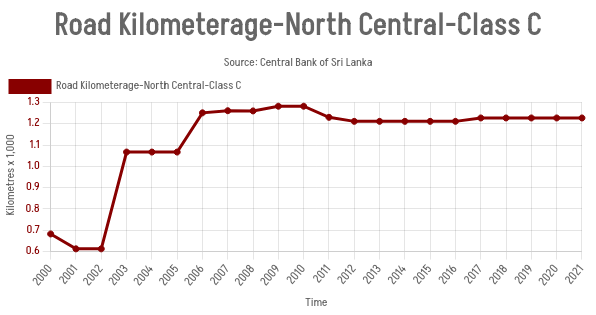 Road Kilometerage-North Central-Class C
Source: Central Bank of Sri Lanka
Road Kilometerage-North Central-Class C
Kilometres x 1,000
1.3
1.2
1.1
1.0
0.9
0.8
0.7
0.6
2000 2001 2002 2003 2004 2005 2006 2007 2008 2009 2010 2011 2012 2013 2014 2015 2016 2017 2018 2019 2020 2021
Time